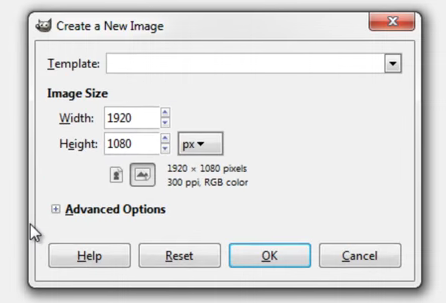 Create a New Image
Template:
Image Size
Width: 1920
Height: 1080 px
1920 × 1080 pixels
300 ppi, RGB color
Advanced Options
Help Reset OK Cancel